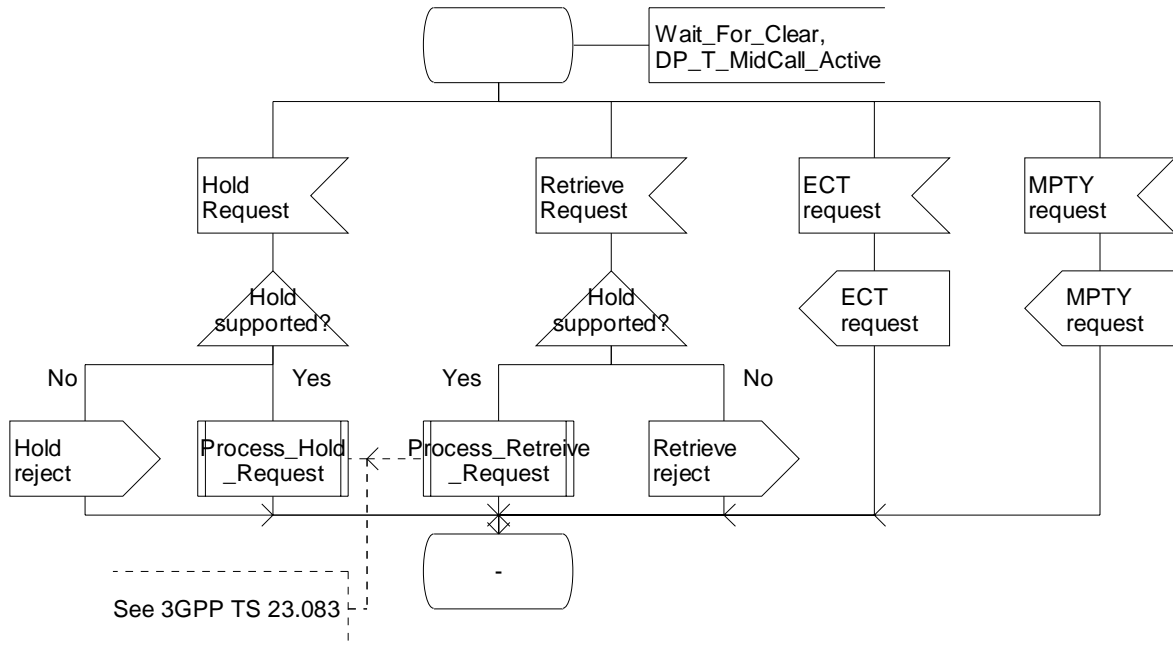 Wait_For_Clear,
DP_T_MidCall_Active
Hold
Request
Retrieve
Request
ECT
request
MPTY
request
Hold
supported?
Hold
supported?
ECT
request
MPTY
request
No
Yes
Yes
No
Hold
reject
Process_Hold
_Request
Process_Retreive
_Request
Retrieve
reject
-
See 3GPP TS 23.083